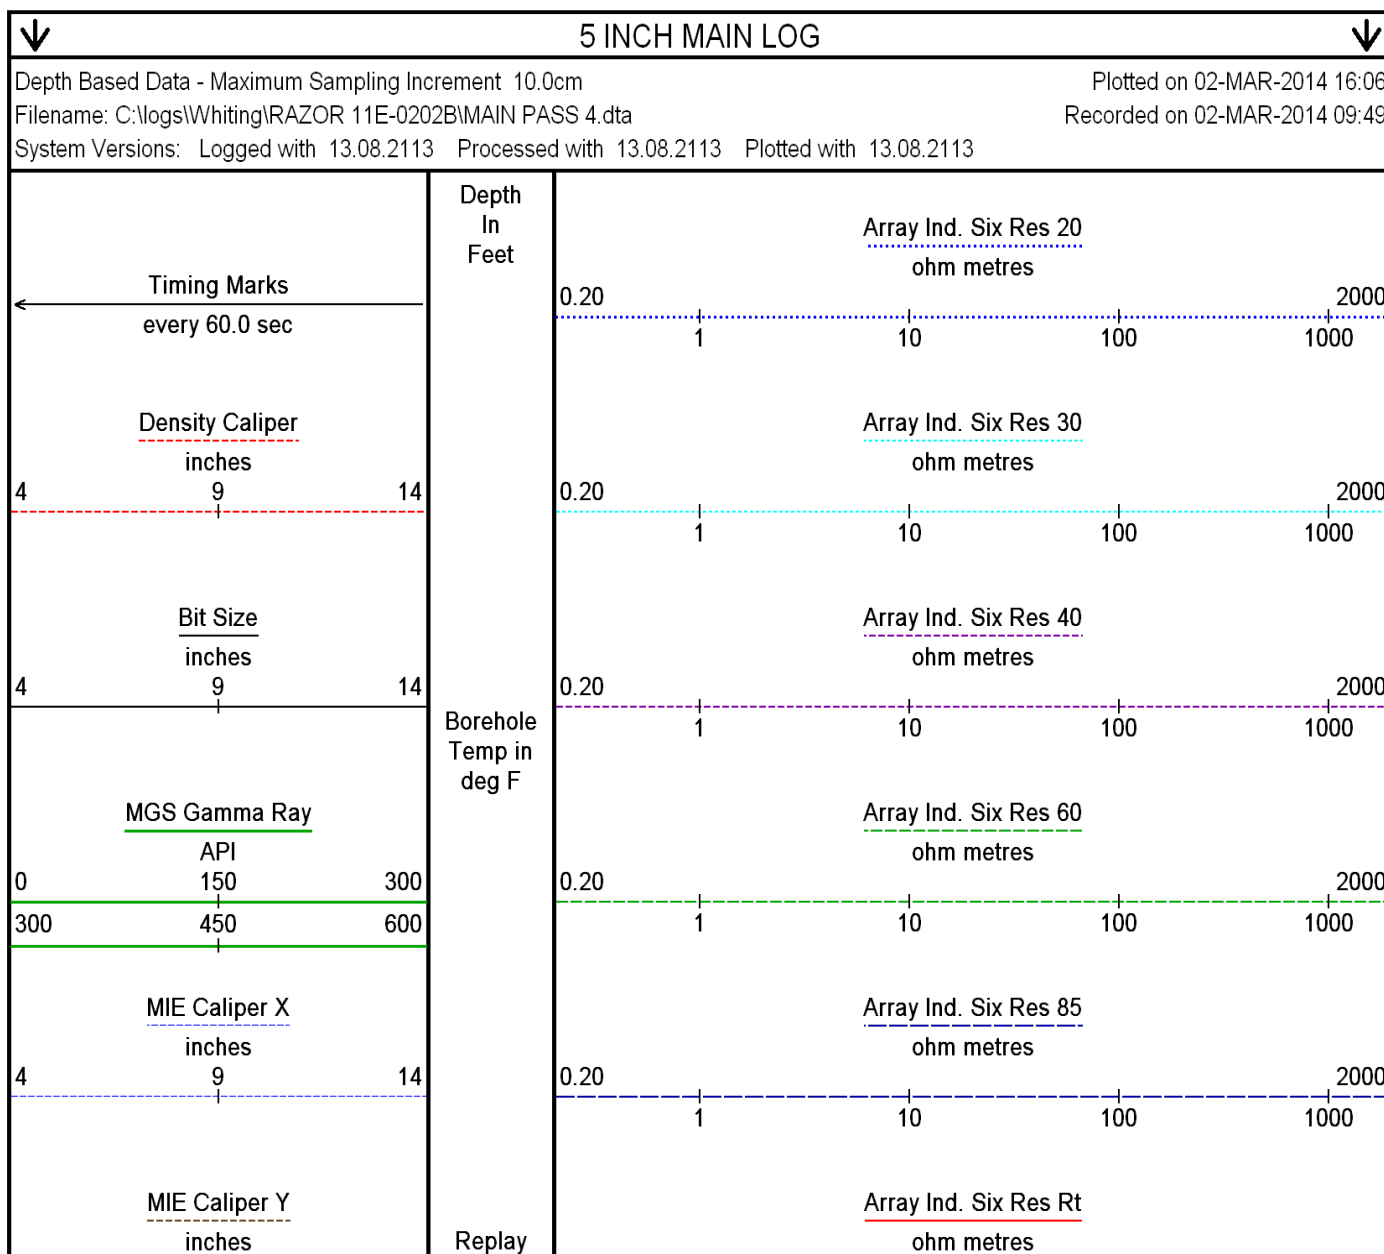 5 INCH MAIN LOG
Depth Based Data - Maximum Sampling Increment 10.0cm
Plotted on 02-MAR-2014 16:06
Filename: C:\logs\Whiting\RAZOR 11E-0202B\MAIN PASS 4.dta
Recorded on 02-MAR-2014 09:49
System Versions: Logged with 13.08.2113 Processed with 13.08.2113 Plotted with 13.08.2113
Timing Marks
every 60.0 sec
Density Caliper
inches
4 9 14
Bit Size
inches
4 9 14
MGS Gamma Ray
API
0 150 300
300 450 600
MIE Caliper X
inches
4 9 14
MIE Caliper Y
inches
Depth
In
Feet
Borehole
Temp in
deg F
Replay
Array Ind. Six Res 20
ohm metres
0.20 2000
1 10 100 1000
Array Ind. Six Res 30
ohm metres
0.20 2000
1 10 100 1000
Array Ind. Six Res 40
ohm metres
0.20 2000
1 10 100 1000
Array Ind. Six Res 60
ohm metres
0.20 2000
1 10 100 1000
Array Ind. Six Res 85
ohm metres
0.20 2000
1 10 100 1000
Array Ind. Six Res Rt
ohm metres